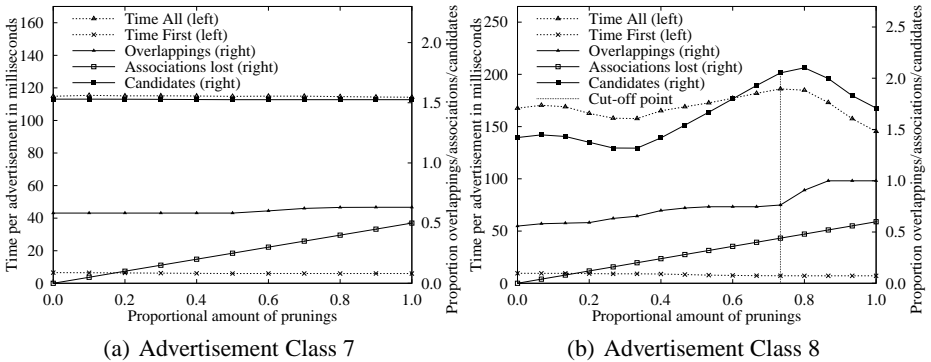 Time per advertisement in milliseconds
160
140
120
100
80
60
40
20
0
Time All (left)
Time First (left)
Overlappings (right)
Associations lost (right)
Candidates (right)
2.0
1.5
1.0
0.5
0.0
Proportion overlappings/associations/candidates
0.0 0.2 0.4 0.6 0.8 1.0
Proportional amount of prunings
(a) Advertisement Class 7
Time per advertisement in milliseconds
250
200
150
100
50
0
Time All (left)
Time First (left)
Overlappings (right)
Associations lost (right)
Candidates (right)
Cut-off point
2.5
2.0
1.5
1.0
0.5
0.0
Proportion overlappings/associations/candidates
0.0 0.2 0.4 0.6 0.8 1.0
Proportional amount of prunings
(b) Advertisement Class 8